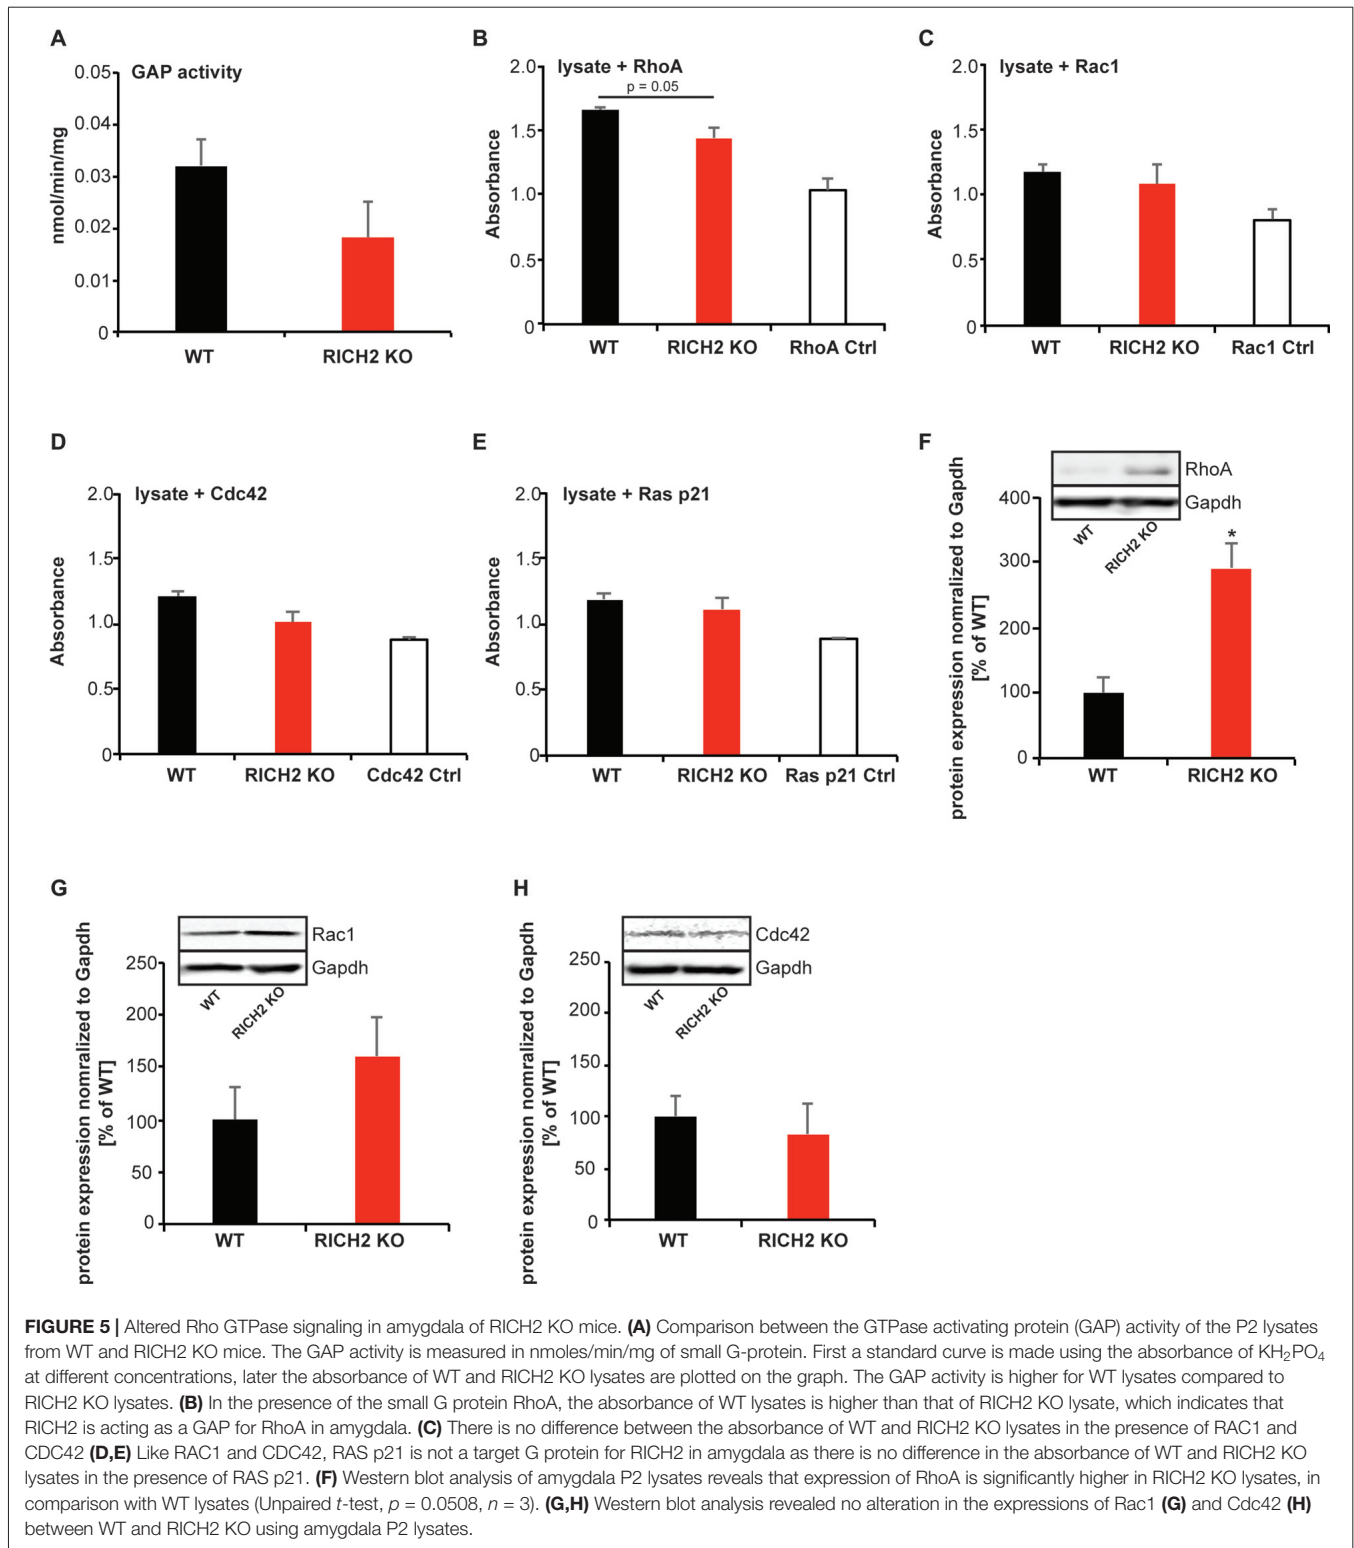 A
GAP activity
nmol/min/mg
0.05
0.04
0.03
0.02
0.01
0
WT RICH2 KO
B
lysate + RhoA
p = 0.05
Absorbance
2.0
1.5
1.0
0.5
0
WT RICH2 KO RhoA Ctrl
C
lysate + Rac1
Absorbance
2.0
1.5
1.0
0.5
0
WT RICH2 KO Rac1 Ctrl
D
lysate + Cdc42
Absorbance
2.0
1.5
1.0
0.5
0
WT RICH2 KO Cdc42 Ctrl
E
lysate + Ras p21
Absorbance
2.0
1.5
1.0
0.5
0
WT RICH2 KO Ras p21 Ctrl
F
protein expression nomralized to Gapdh
[% of WT]
RhoA
Gapdh
WT
RICH2 KO
400
300
200
100
0
*
WT RICH2 KO
G
protein expression nomralized to Gapdh
[% of WT]
Rac1
Gapdh
WT
RICH2 KO
250
200
150
100
50
0
WT RICH2 KO
H
protein expression nomralized to Gapdh
[% of WT]
Cdc42
Gapdh
WT
RICH2 KO
250
200
150
100
50
0
WT RICH2 KO
FIGURE 5 | Altered Rho GTPase signaling in amygdala of RICH2 KO mice. (A) Comparison between the GTPase activating protein (GAP) activity of the P2 lysates
from WT and RICH2 KO mice. The GAP activity is measured in nmoles/min/mg of small G-protein. First a standard curve is made using the absorbance of KH₂PO₄
at different concentrations, later the absorbance of WT and RICH2 KO lysates are plotted on the graph. The GAP activity is higher for WT lysates compared to
RICH2 KO lysates. (B) In the presence of the small G protein RhoA, the absorbance of WT lysates is higher than that of RICH2 KO lysate, which indicates that
RICH2 is acting as a GAP for RhoA in amygdala. (C) There is no difference between the absorbance of WT and RICH2 KO lysates in the presence of RAC1 and
CDC42 (D,E) Like RAC1 and CDC42, RAS p21 is not a target G protein for RICH2 in amygdala as there is no difference in the absorbance of WT and RICH2 KO
lysates in the presence of RAS p21. (F) Western blot analysis of amygdala P2 lysates reveals that expression of RhoA is significantly higher in RICH2 KO lysates, in
comparison with WT lysates (Unpaired t-test, p = 0.0508, n = 3). (G,H) Western blot analysis revealed no alteration in the expressions of Rac1 (G) and Cdc42 (H)
between WT and RICH2 KO using amygdala P2 lysates.